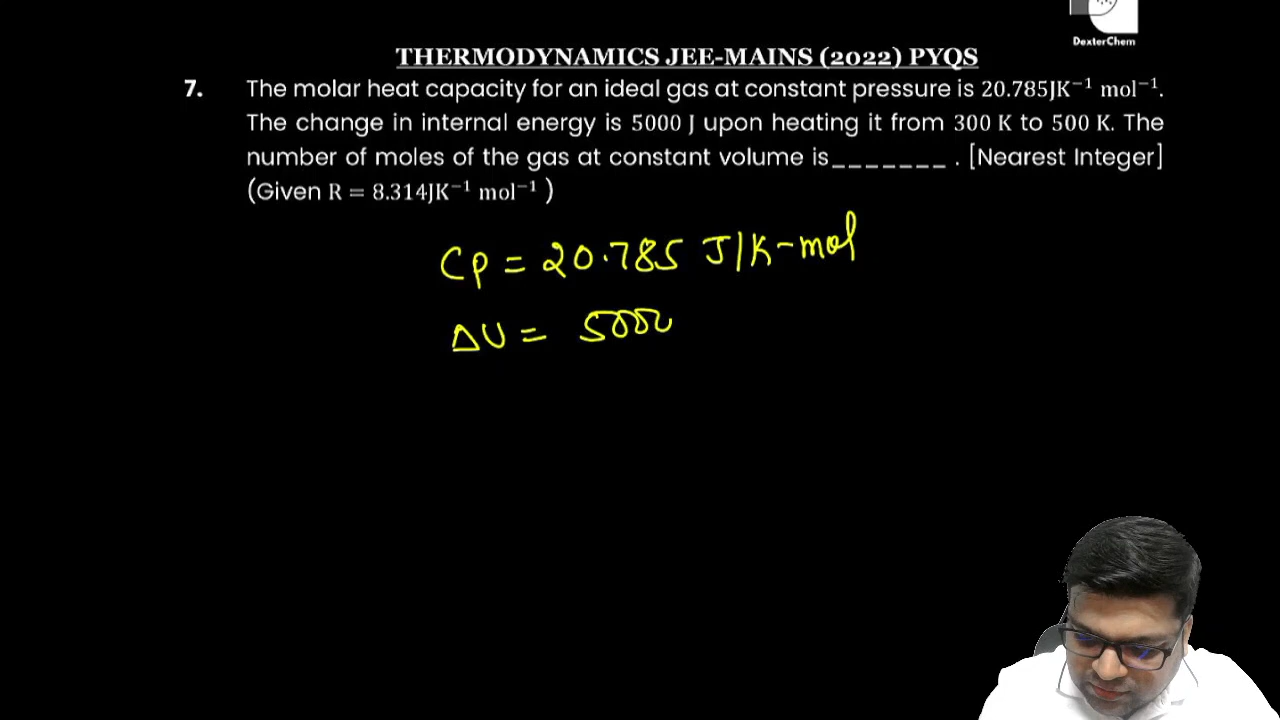 DexterChem
THERMODYNAMICS JEE-MAINS (2022) PYQS
7. The molar heat capacity for an ideal gas at constant pressure is 20.785JK⁻¹ mol⁻¹.
The change in internal energy is 5000 J upon heating it from 300 K to 500 K. The
number of moles of the gas at constant volume is_______ . [Nearest Integer]
(Given R = 8.314JK⁻¹ mol⁻¹ )
Cp = 20.785 J/K-mol
ΔU = 5000